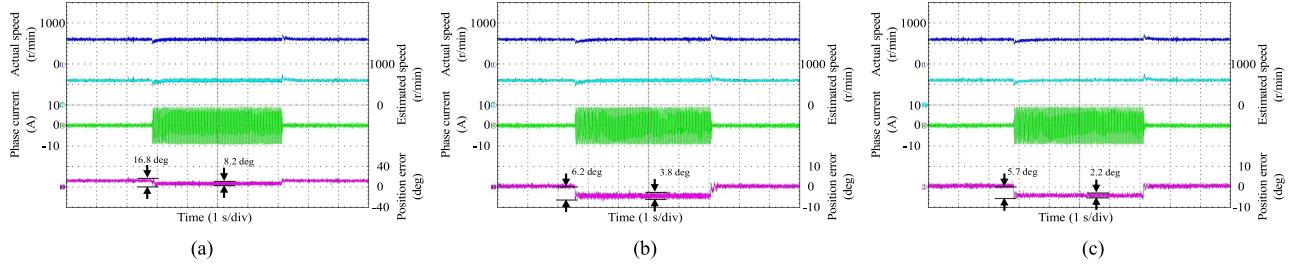 Actual speed
(r/min)
1000
0
1000
Estimated speed
(r/min)
0
Phase current
(A)
10
0
-10
16.8 deg
8.2 deg
40
0
-40
Position error
(deg)
Time (1 s/div)
(a)
Actual speed
(r/min)
1000
0
1000
Estimated speed
(r/min)
0
Phase current
(A)
10
0
-10
6.2 deg
3.8 deg
10
0
-10
Position error
(deg)
Time (1 s/div)
(b)
Actual speed
(r/min)
1000
0
1000
Estimated speed
(r/min)
0
Phase current
(A)
10
0
-10
5.7 deg
2.2 deg
10
0
-10
Position error
(deg)
Time (1 s/div)
(c)